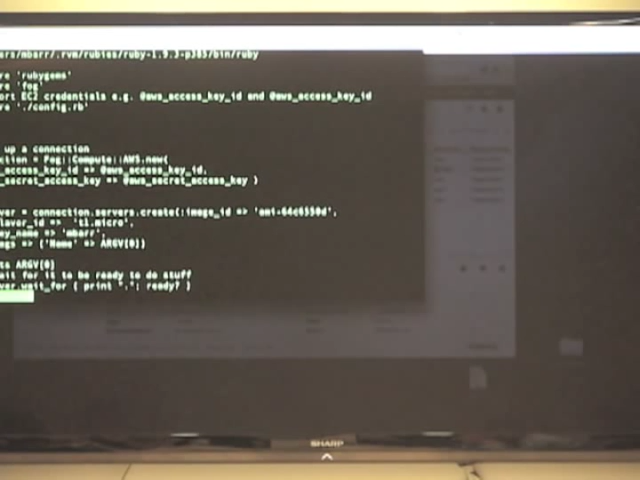 ers/mbarr/.rvm/rubies/ruby-1.9.3-p385/bin/ruby
re 'rubygems'
re 'fog'
ort EC2 credentials e.g. @aws_access_key_id and @aws_access_key_id
re './config.rb'
up a connection
ction = Fog::Compute::AWS.new(
_access_key_id => @aws_access_key_id,
_secret_access_key => @aws_secret_access_key )
ver = connection.servers.create(:image_id =>
lavor_id => 't1.micro',
ey_name => 'mbarr',
ags => {'Name' => ARGV[0]}
ts ARGV[0]
ait for it to be ready to do stuff
ver.wait_for { print "."; ready? }
SHARP